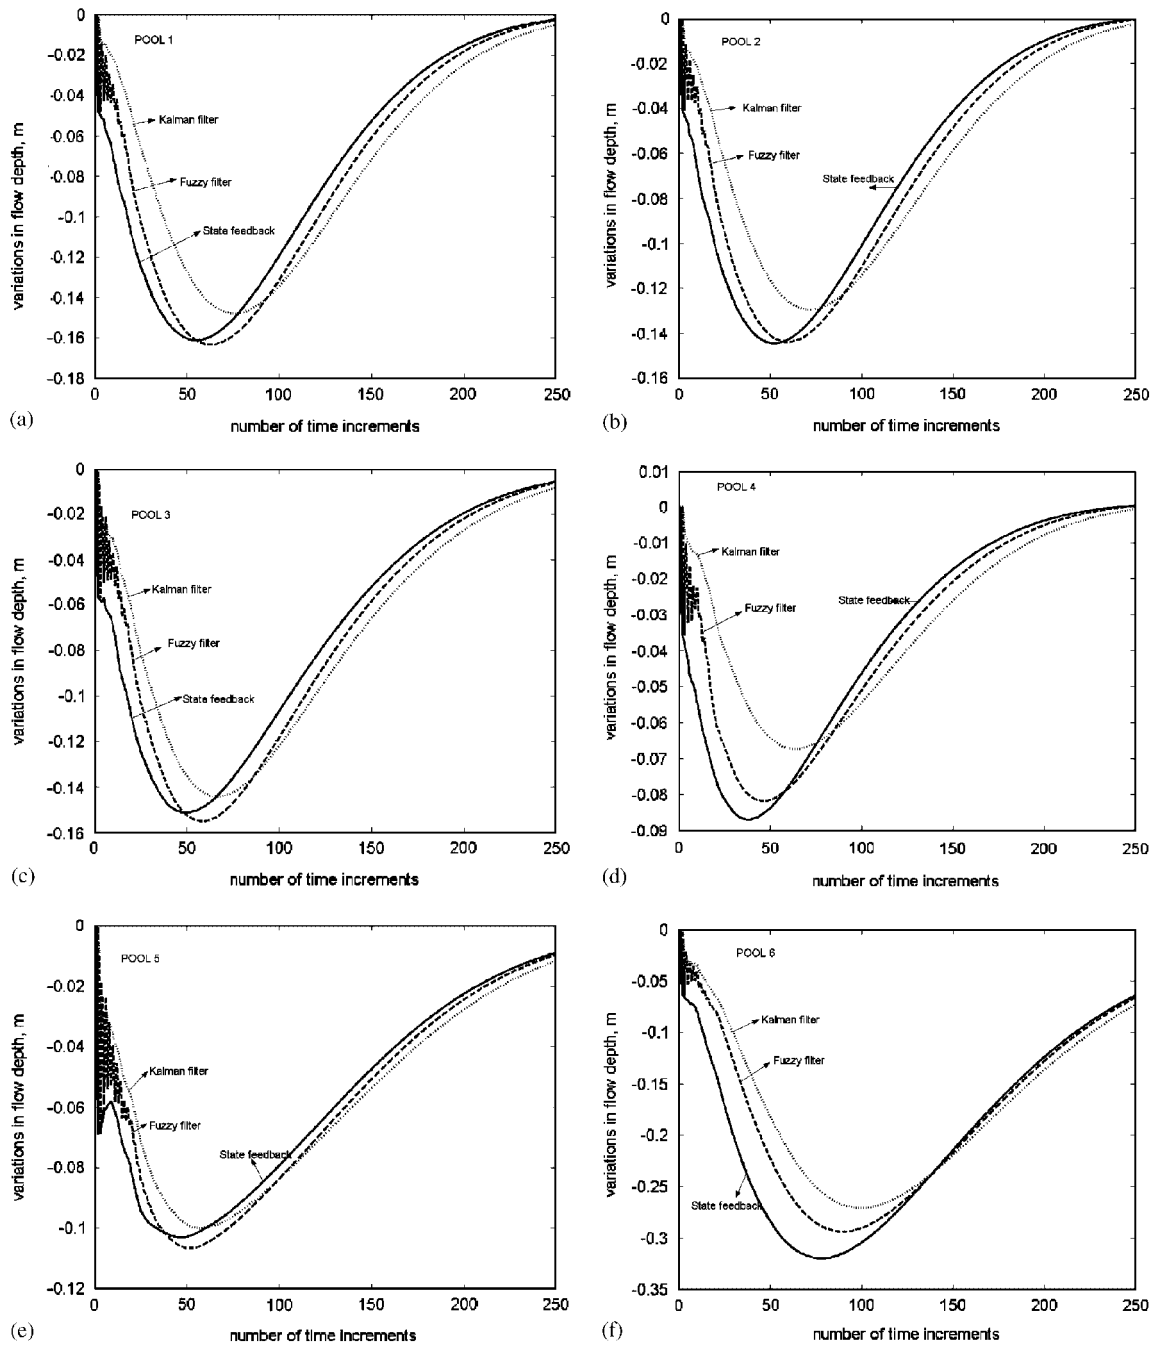 0
-0.02
-0.04
-0.06
-0.08
-0.1
-0.12
-0.14
-0.16
-0.18
variations in flow depth, m
POOL 1
Kalman filter
Fuzzy filter
State feedback
0 50 100 150 200 250
(a)
number of time increments
0
-0.02
-0.04
-0.06
-0.08
-0.1
-0.12
-0.14
-0.16
variations in flow depth, m
POOL 2
Kalman filter
Fuzzy filter
State feedback
0 50 100 150 200 250
(b)
number of time increments
0
-0.02
-0.04
-0.06
-0.08
-0.1
-0.12
-0.14
-0.16
variations in flow depth, m
POOL 3
Kalman filter
Fuzzy filter
State feedback
0 50 100 150 200 250
(c)
number of time increments
0.01
0
-0.01
-0.02
-0.03
-0.04
-0.05
-0.06
-0.07
-0.08
-0.09
variations in flow depth, m
POOL 4
Kalman filter
State feedback
Fuzzy filter
0 50 100 150 200 250
(d)
number of time increments
0
-0.02
-0.04
-0.06
-0.08
-0.1
-0.12
variations in flow depth, m
POOL 5
Kalman filter
Fuzzy filter
State feedback
0 50 100 150 200 250
(e)
number of time increments
0
-0.05
-0.1
-0.15
-0.2
-0.25
-0.3
-0.35
variations in flow depth, m
POOL 6
Kalman filter
Fuzzy filter
State feedback
0 50 100 150 200 250
(f)
number of time increments